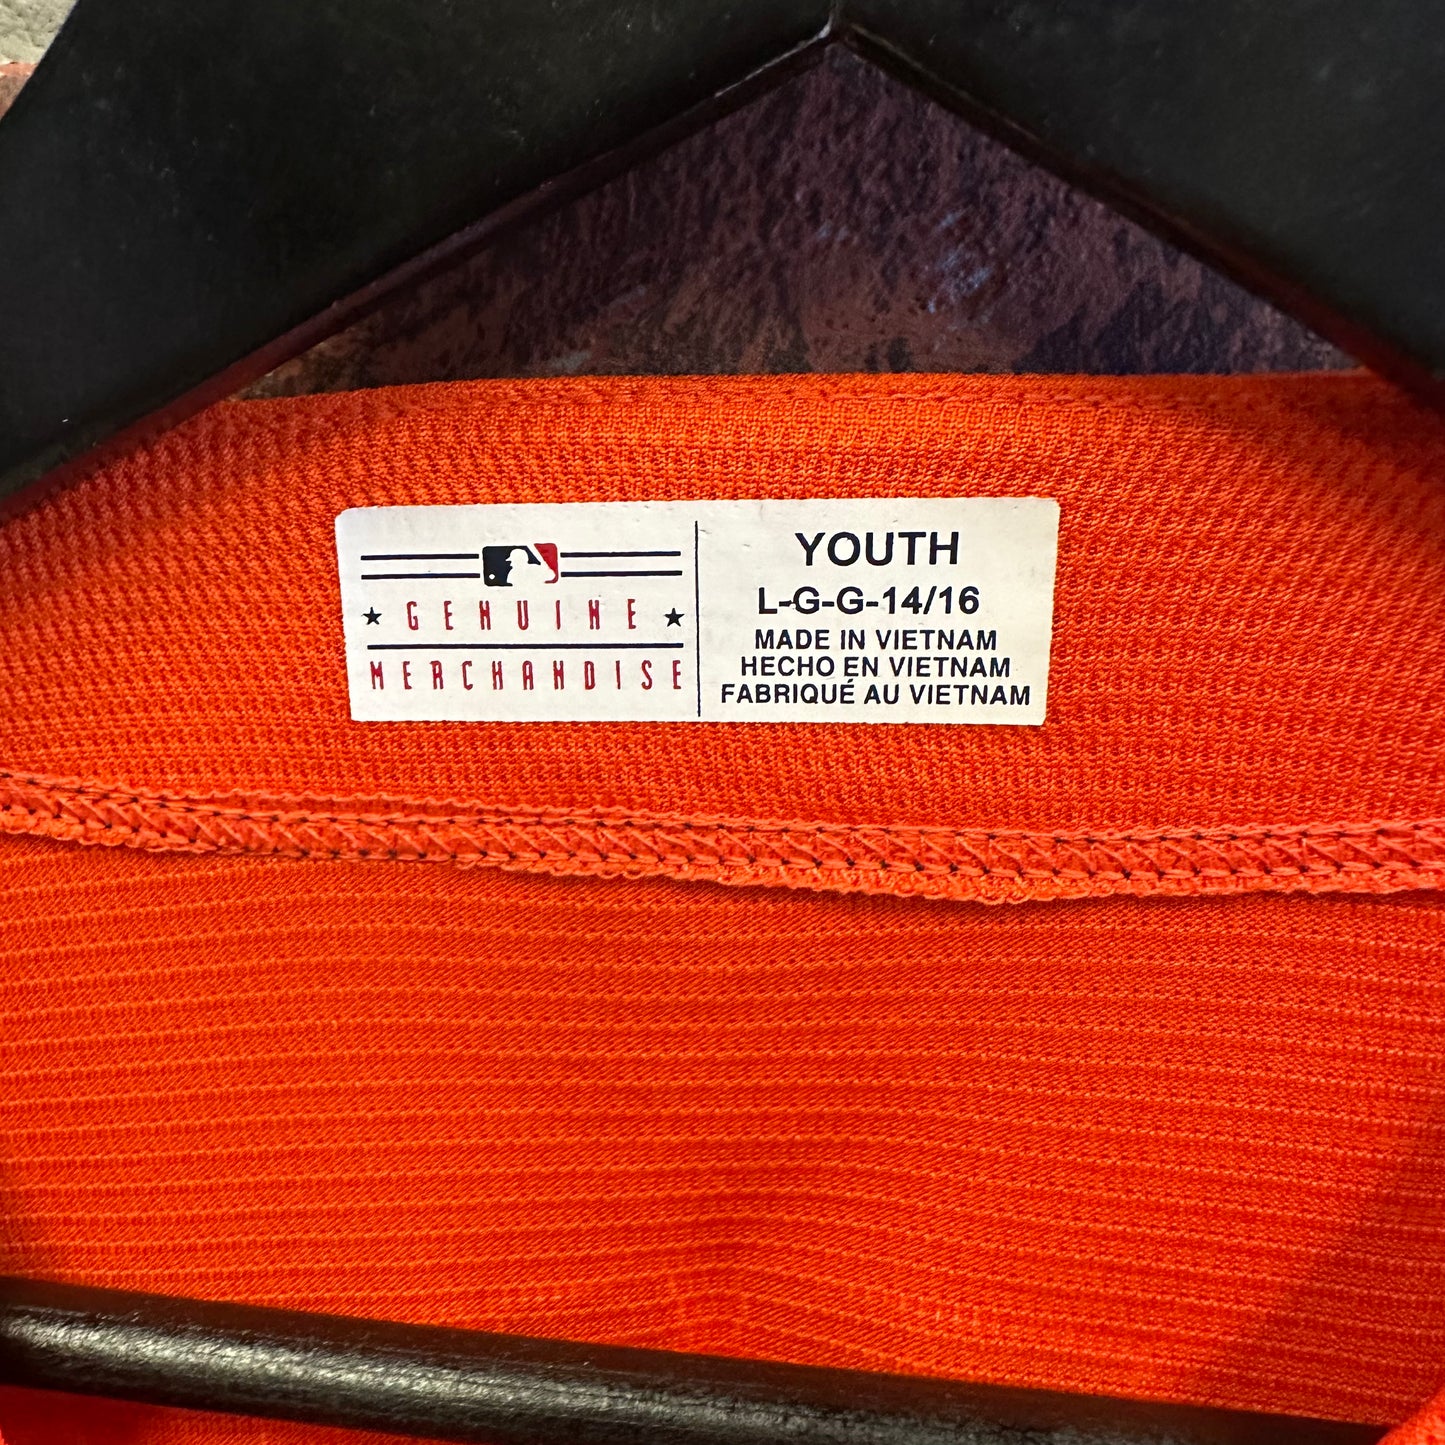 ★ GENUINE ★
MERCHANDISE
YOUTH
L-G-G-14/16
MADE IN VIETNAM
HECHO EN VIETNAM
FABRIQUÉ AU VIETNAM